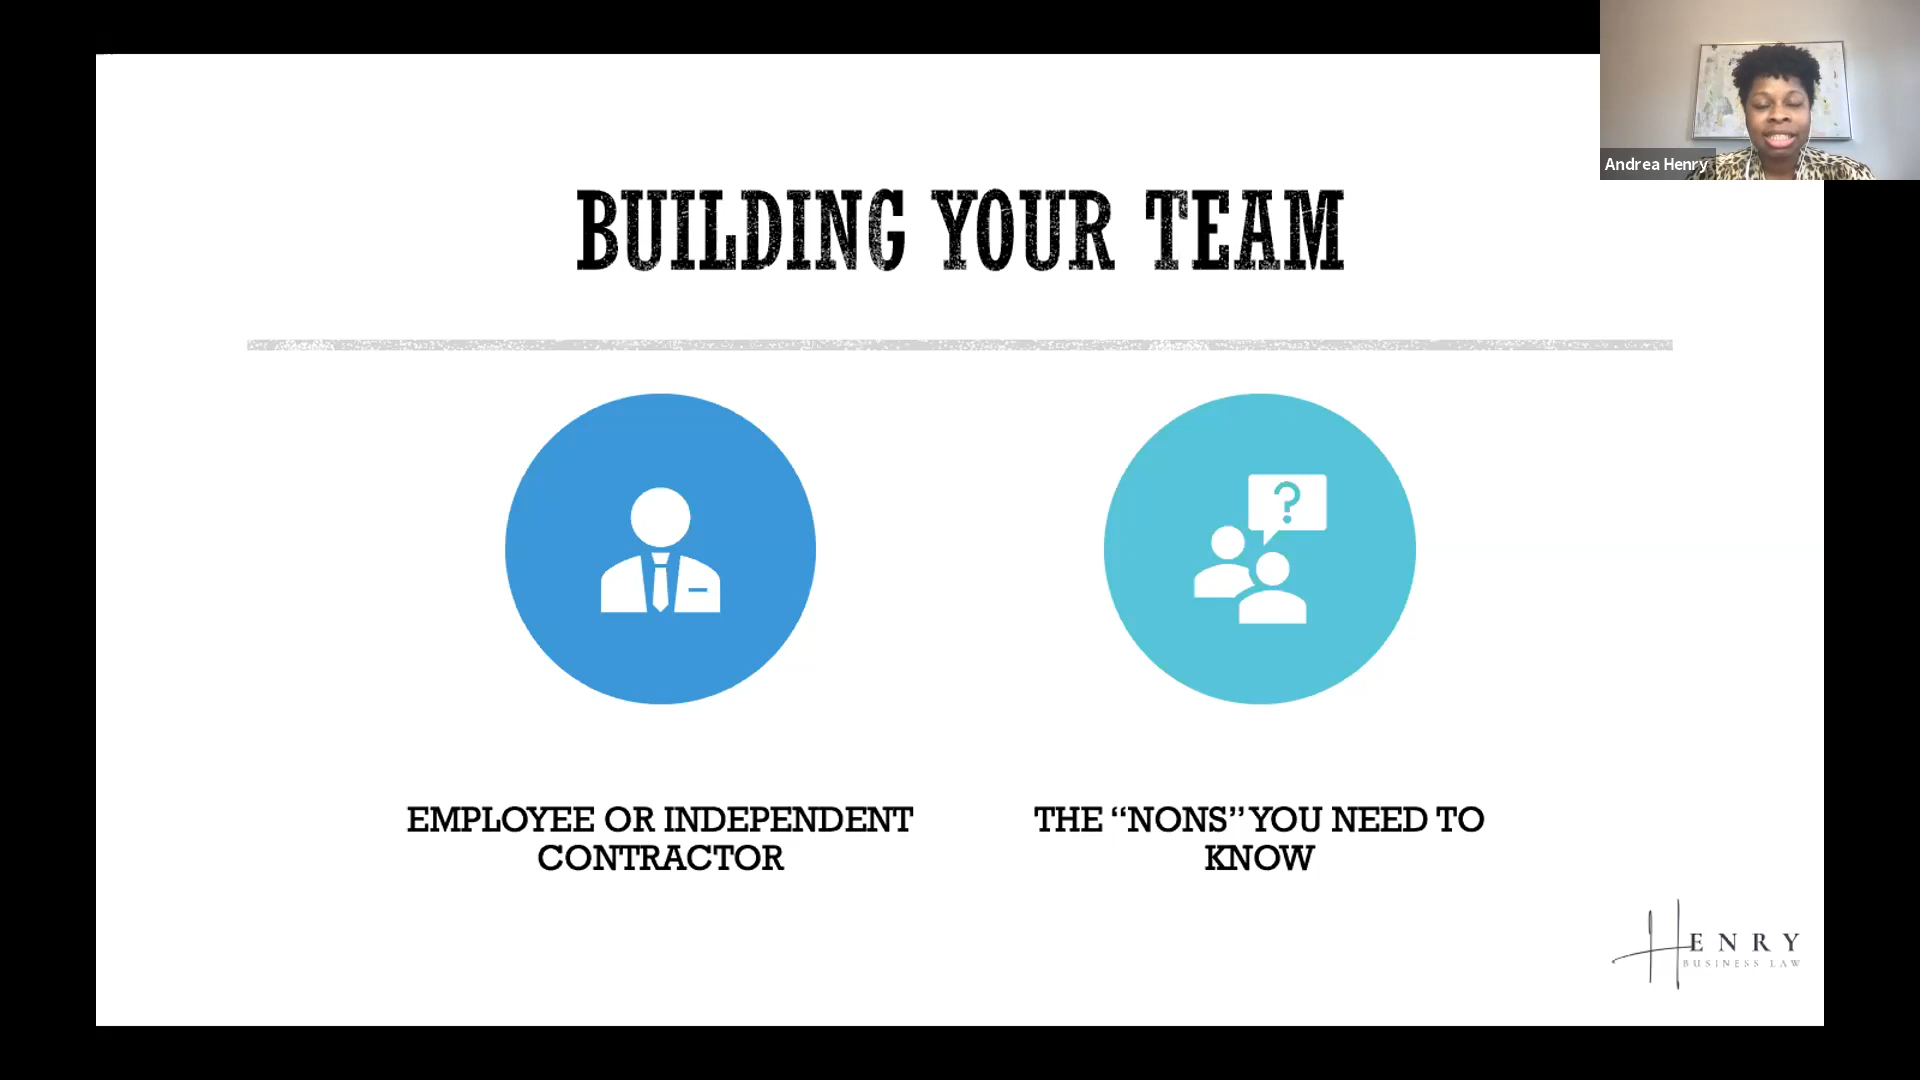 Andrea Henry
BUILDING YOUR TEAM
?
EMPLOYEE OR INDEPENDENT
CONTRACTOR
THE “NONS” YOU NEED TO
KNOW
HENRY
BUSINESS LAW